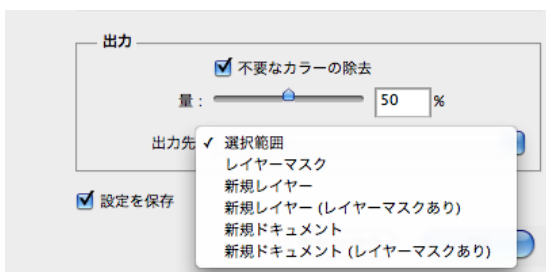 出力
不要なカラーの除去
量： 50 %
出力先 ✓ 選択範囲
レイヤーマスク
新規レイヤー
新規レイヤー (レイヤーマスクあり)
設定を保存
新規ドキュメント
新規ドキュメント (レイヤーマスクあり)